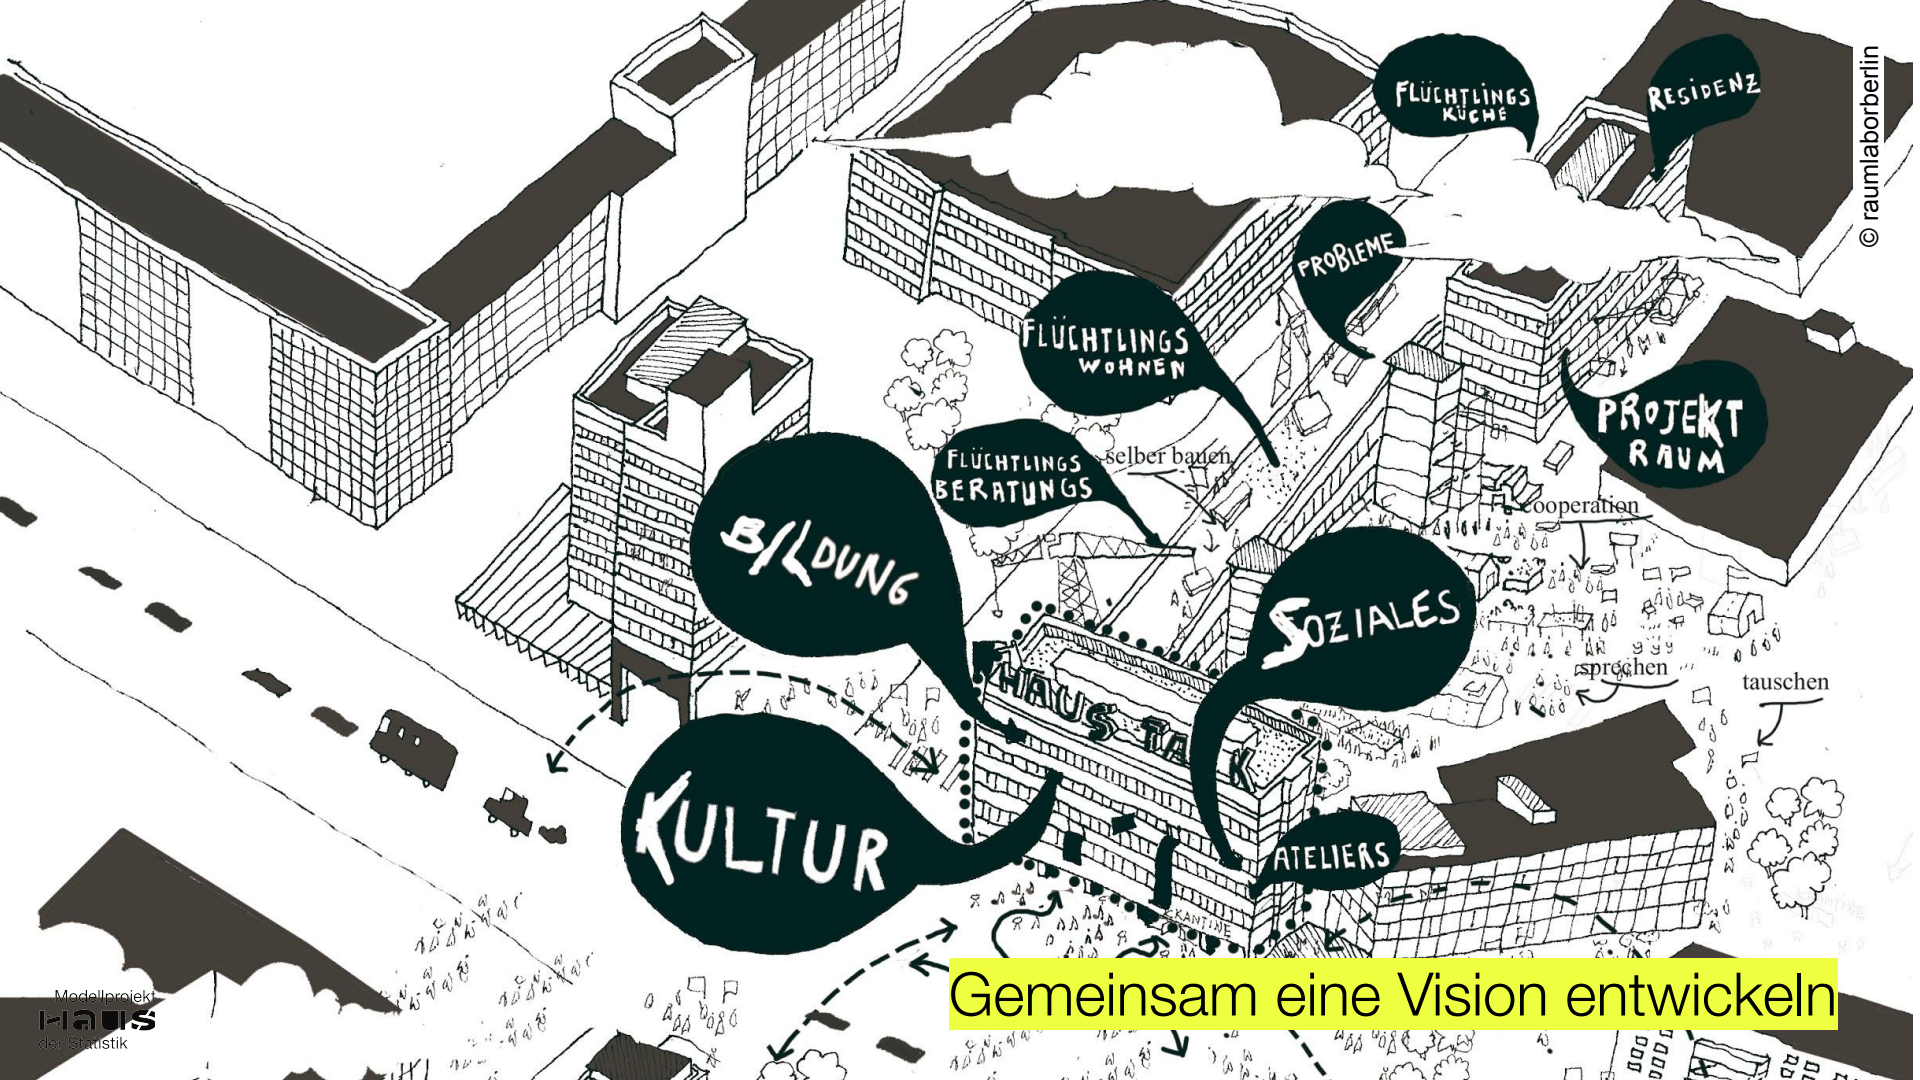 FLÜCHTLINGS
KÜCHE
RESIDENZ
© raumlaborberlin
PROBLEME
FLÜCHTLINGS
WOHNEN
PROJEKT
RAUM
FLÜCHTLINGS
BERATUNGS
selber bauen
cooperation
BILDUNG
SOZIALES
sprechen
tauschen
HAUS TALK
KULTUR
ATELIERS
KANTINE
Gemeinsam eine Vision entwickeln
Modellprojekt
Haus
der Statistik